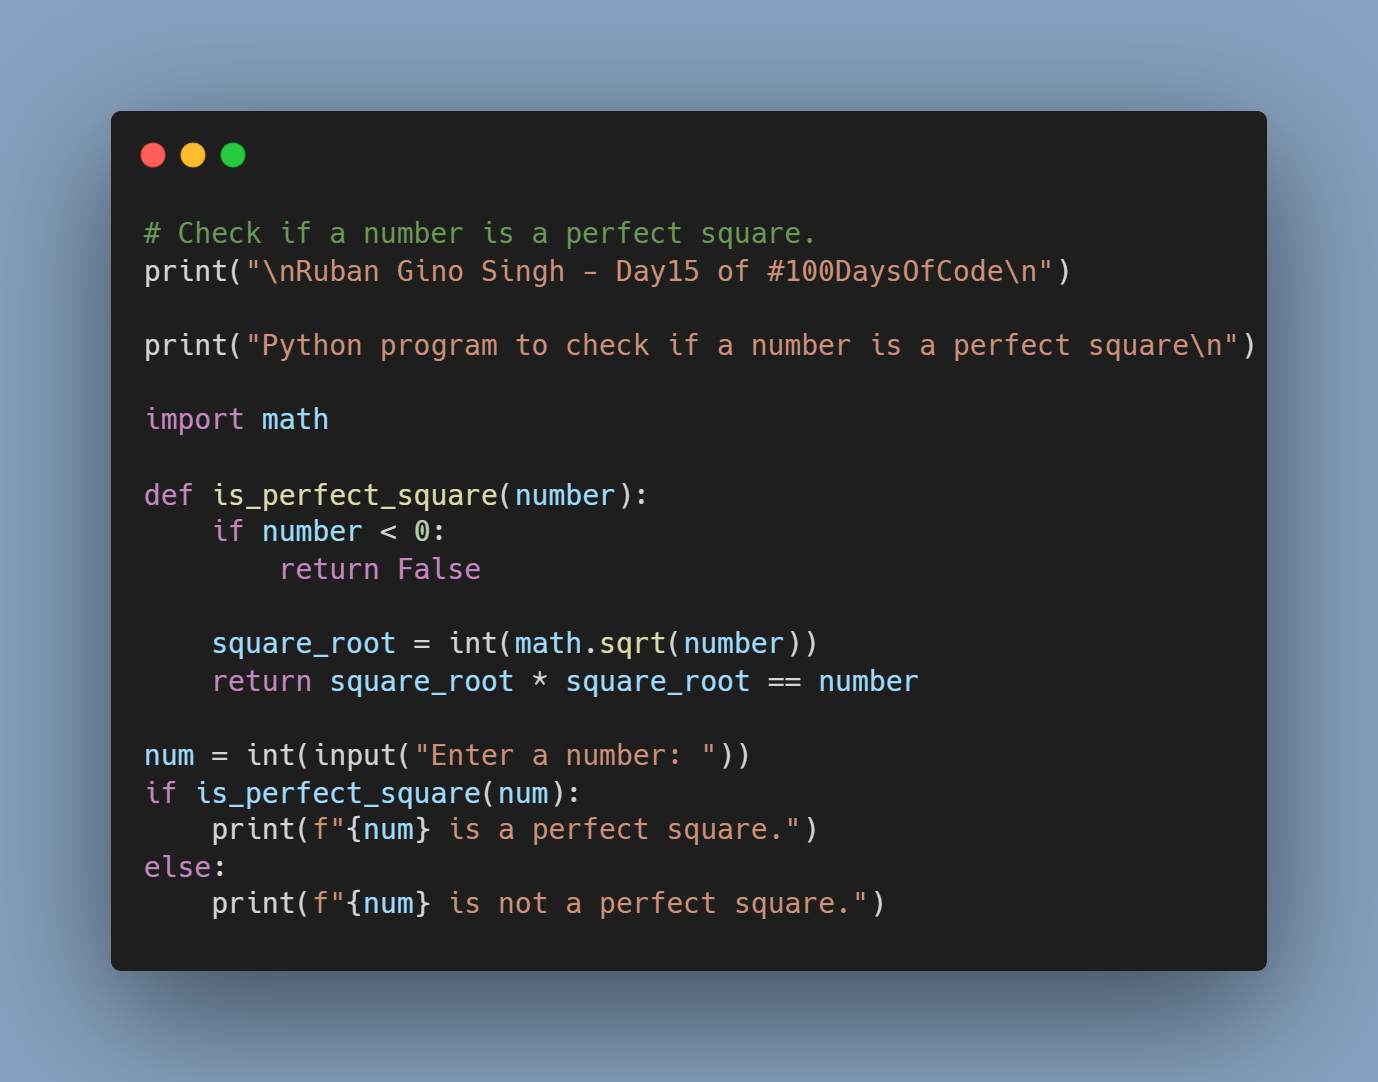 # Check if a number is a perfect square.
print("\nRuban Gino Singh - Day15 of #100DaysOfCode\n")

print("Python program to check if a number is a perfect square\n")

import math

def is_perfect_square(number):
    if number < 0:
        return False

    square_root = int(math.sqrt(number))
    return square_root * square_root == number

num = int(input("Enter a number: "))
if is_perfect_square(num):
    print(f"{num} is a perfect square.")
else:
    print(f"{num} is not a perfect square.")